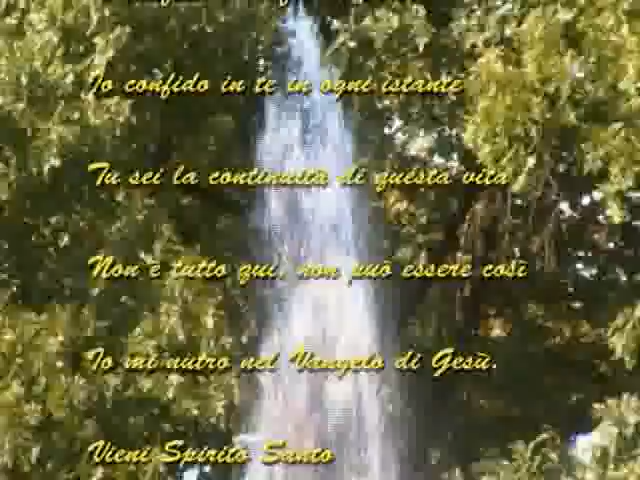 Io confido in te in ogni istante
Tu sei la continuità di questa vita
Non è tutto qui, non può essere così
Io mi nutro nel Vangelo di Gesù.
Vieni Spirito Santo